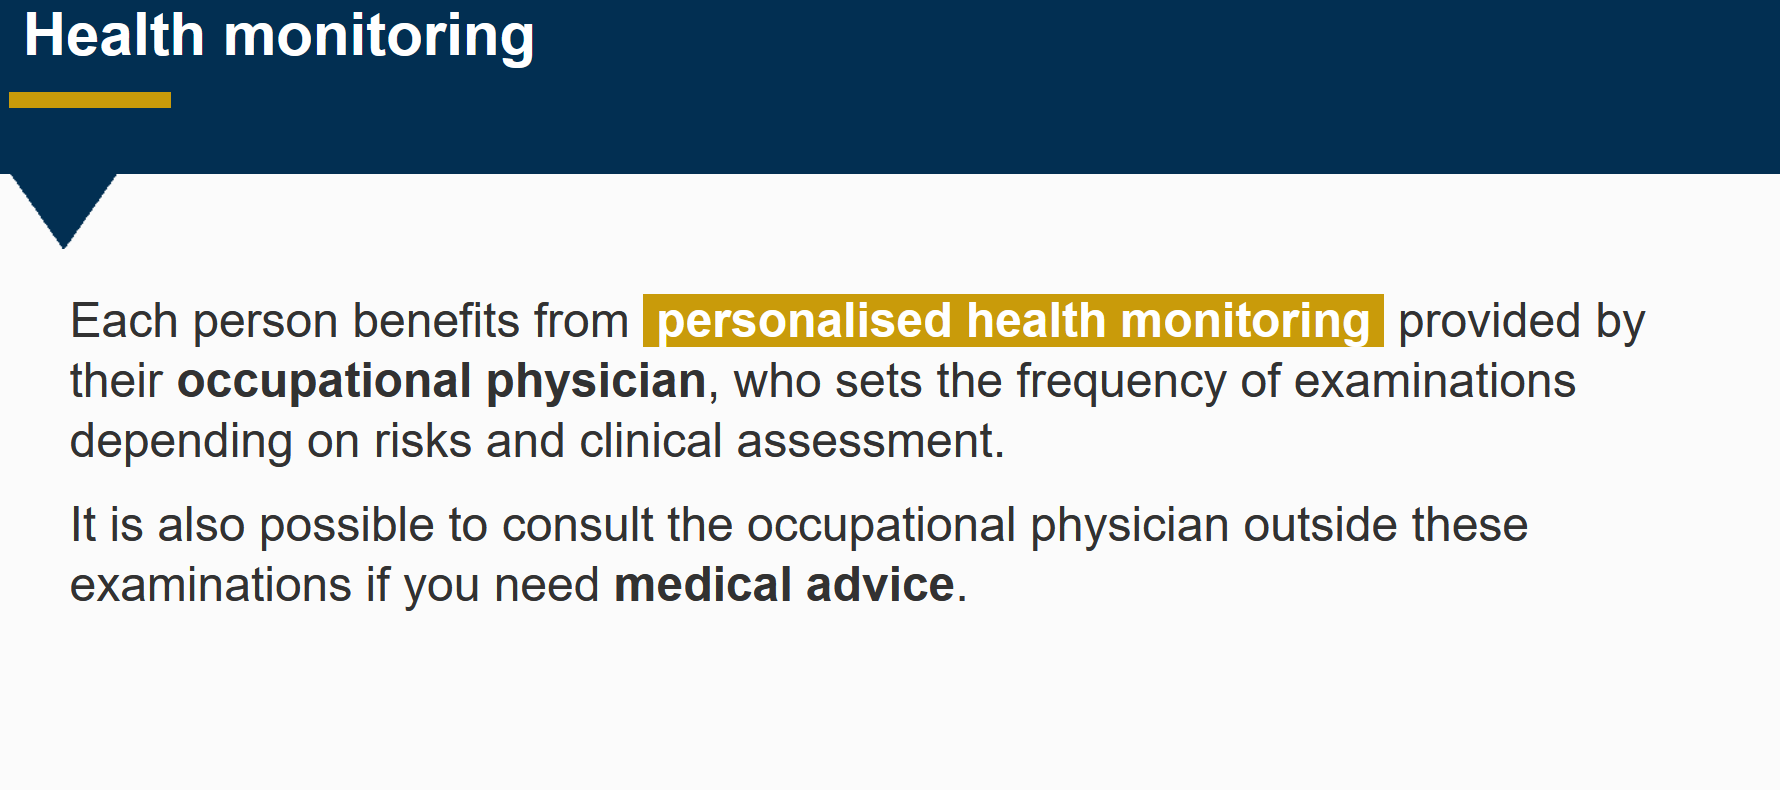 Health monitoring
Each person benefits from personalised health monitoring provided by
their occupational physician, who sets the frequency of examinations
depending on risks and clinical assessment.
It is also possible to consult the occupational physician outside these
examinations if you need medical advice.